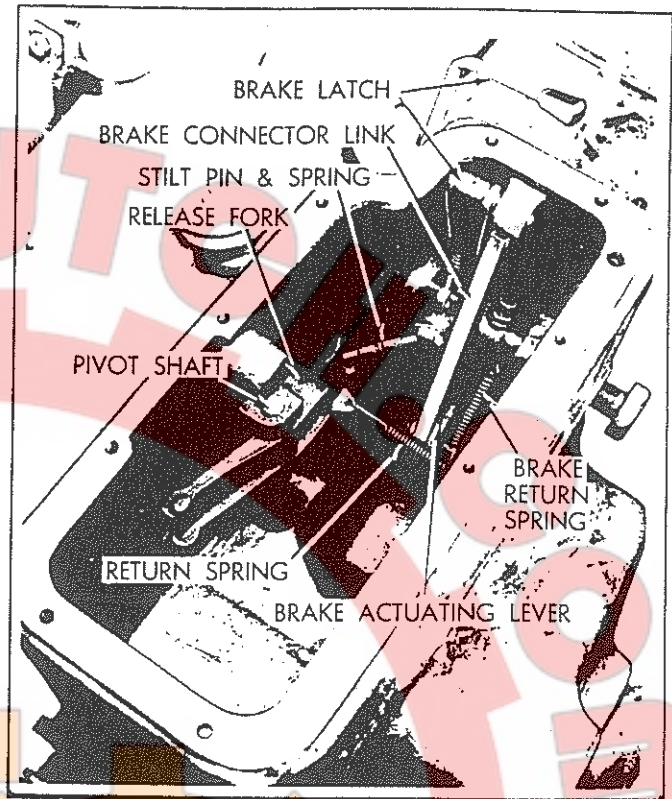 BRAKE LATCH
BRAKE CONNECTOR LINK
STILT PIN & SPRING
RELEASE FORK
PIVOT SHAFT
BRAKE
RETURN
SPRING
RETURN SPRING
BRAKE ACTUATING LEVER